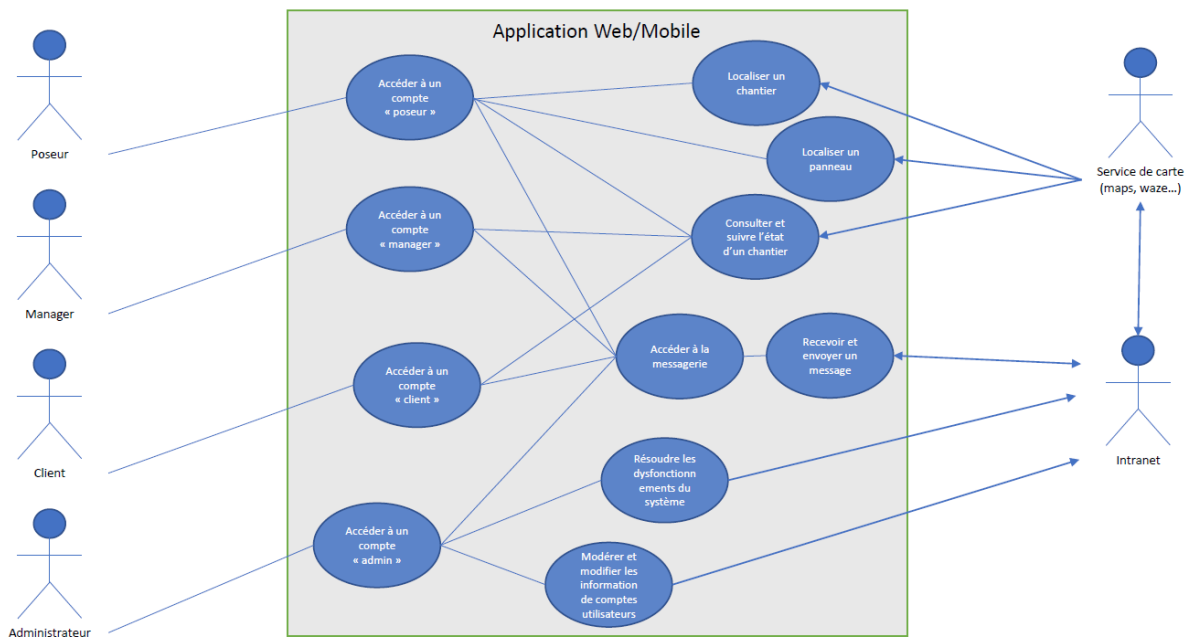 Application Web/Mobile
Poseur
Manager
Client
Administrateur
Accéder à un
compte
« poseur »
Accéder à un
compte
« manager »
Accéder à un
compte
« client »
Accéder à un
compte
« admin »
Localiser un
chantier
Localiser un
panneau
Consulter et
suivre l’état
d’un chantier
Accéder à la
messagerie
Recevoir et
envoyer un
message
Résoudre les
dysfonctionn
ements du
système
Modérer et
modifier les
information
de comptes
utilisateurs
Service de carte
(maps, waze…)
Intranet